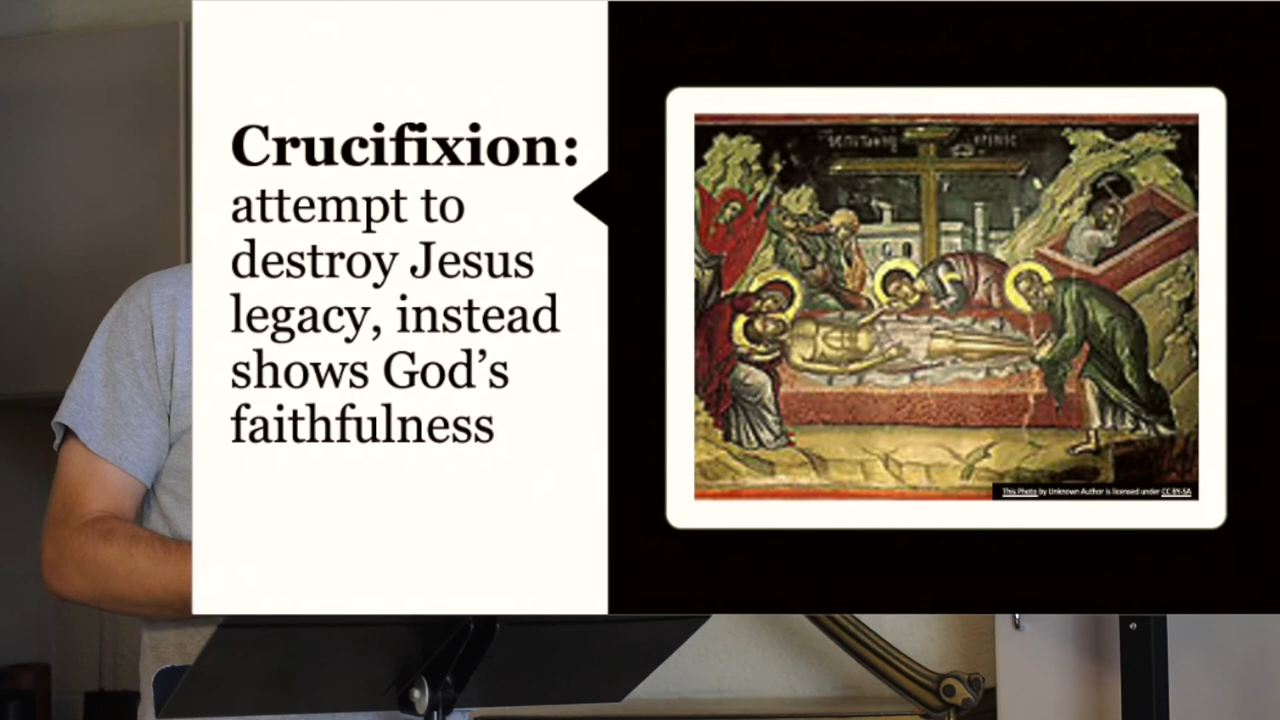 Crucifixion:
attempt to
destroy Jesus
legacy, instead
shows God's
faithfulness
This Photo by Unknown Author is licensed under CC BY-SA